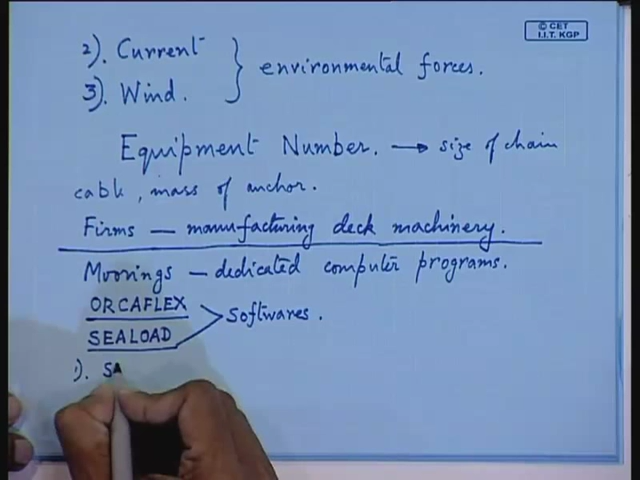 © CET
I.I.T. KGP
2). Current
3). Wind. } environmental forces.
Equipment Number. → size of chain
cable, mass of anchor.
Firms — manufacturing deck machinery.
Moorings — dedicated computer programs.
ORCAFLEX
SEALOAD > Softwares.
1). SA